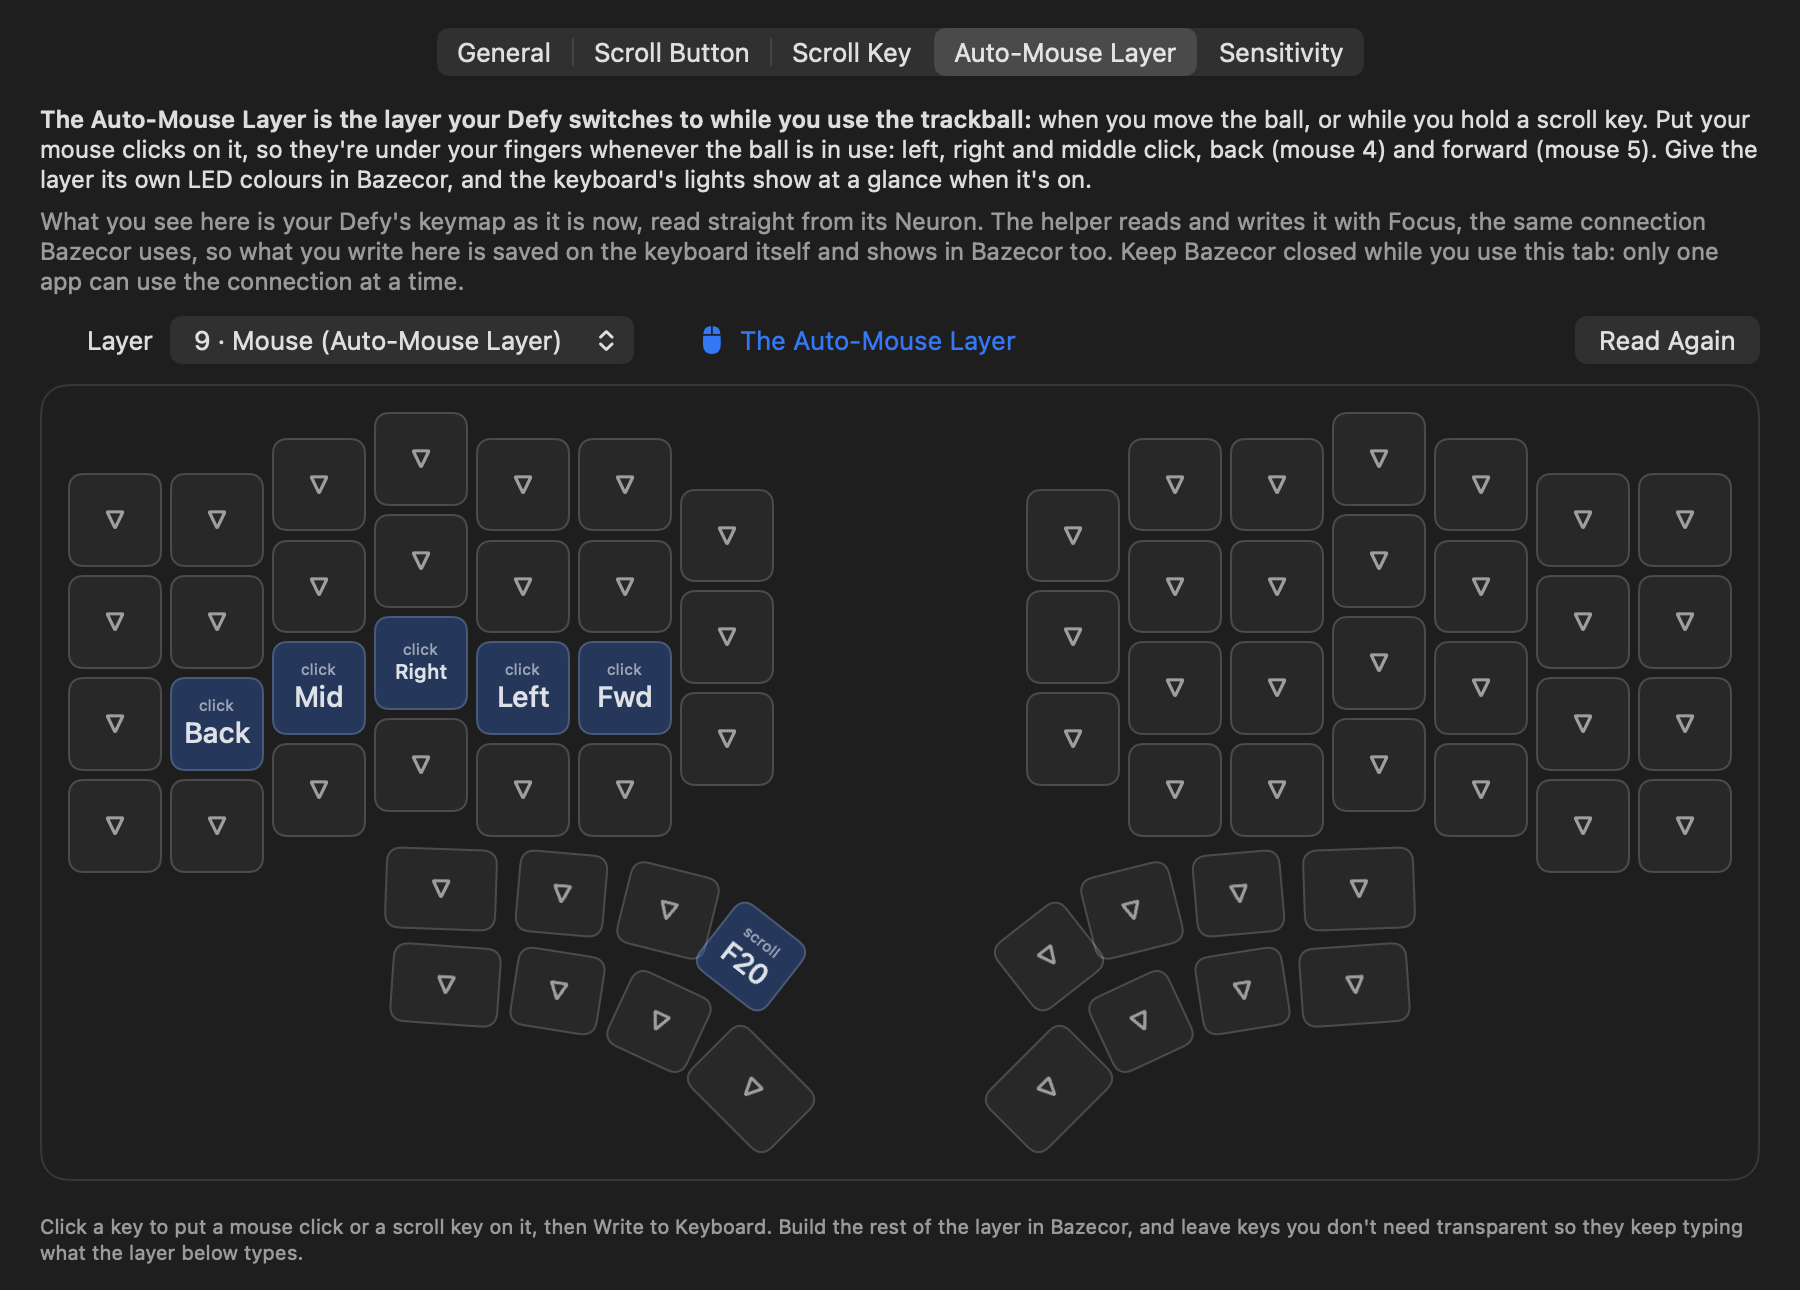 General
Scroll Button
Scroll Key
Auto-Mouse Layer
Sensitivity
The Auto-Mouse Layer is the layer your Defy switches to while you use the trackball: when you move the ball, or while you hold a scroll key. Put your
mouse clicks on it, so they're under your fingers whenever the ball is in use: left, right and middle click, back (mouse 4) and forward (mouse 5). Give the
layer its own LED colours in Bazecor, and the keyboard's lights show at a glance when it's on.
What you see here is your Defy's keymap as it is now, read straight from its Neuron. The helper reads and writes it with Focus, the same connection
Bazecor uses, so what you write here is saved on the keyboard itself and shows in Bazecor too. Keep Bazecor closed while you use this tab: only one
app can use the connection at a time.
Layer
9 · Mouse (Auto-Mouse Layer)
The Auto-Mouse Layer
Read Again
click
Back
click
Mid
click
Right
click
Left
click
Fwd
scroll
F20
Click a key to put a mouse click or a scroll key on it, then Write to Keyboard. Build the rest of the layer in Bazecor, and leave keys you don't need transparent so they keep typing
what the layer below types.